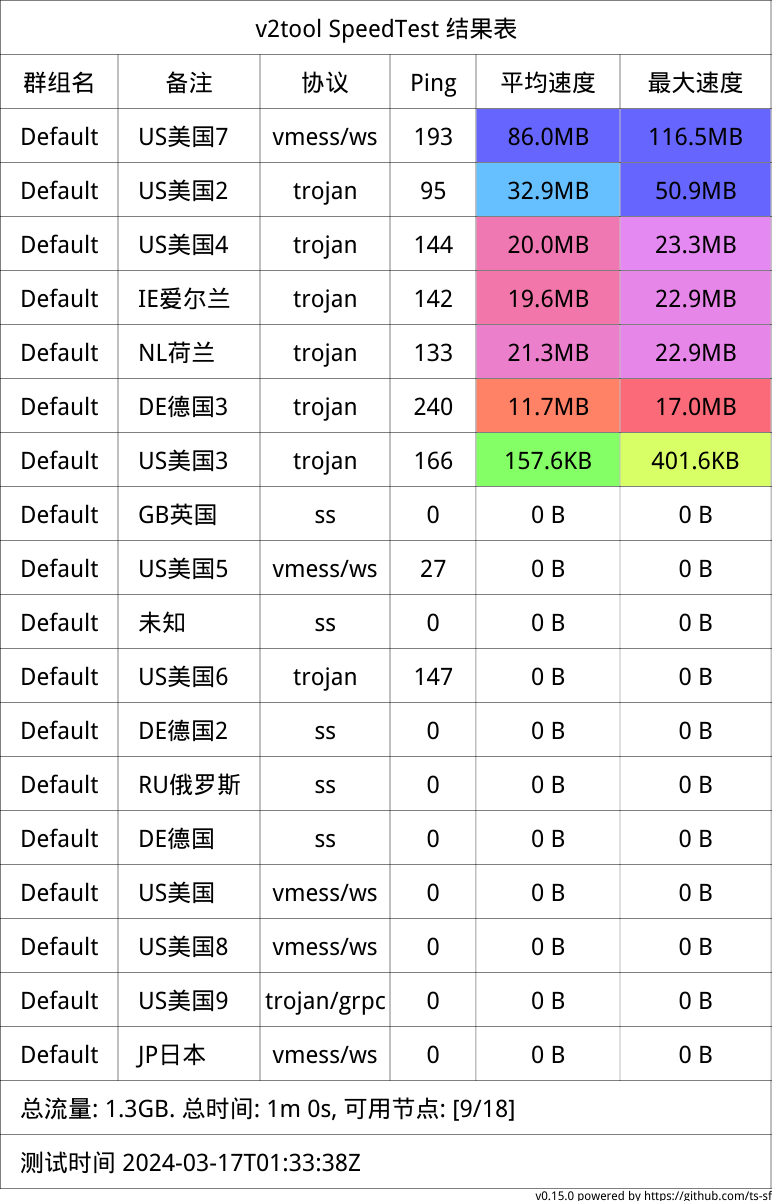 v2tool SpeedTest 结果表
群组名 备注 协议 Ping 平均速度 最大速度
Default US美国7 vmess/ws 193 86.0MB 116.5MB
Default US美国2 trojan 95 32.9MB 50.9MB
Default US美国4 trojan 144 20.0MB 23.3MB
Default IE爱尔兰 trojan 142 19.6MB 22.9MB
Default NL荷兰 trojan 133 21.3MB 22.9MB
Default DE德国3 trojan 240 11.7MB 17.0MB
Default US美国3 trojan 166 157.6KB 401.6KB
Default GB英国 ss 0 0 B 0 B
Default US美国5 vmess/ws 27 0 B 0 B
Default 未知 ss 0 0 B 0 B
Default US美国6 trojan 147 0 B 0 B
Default DE德国2 ss 0 0 B 0 B
Default RU俄罗斯 ss 0 0 B 0 B
Default DE德国 ss 0 0 B 0 B
Default US美国 vmess/ws 0 0 B 0 B
Default US美国8 vmess/ws 0 0 B 0 B
Default US美国9 trojan/grpc 0 0 B 0 B
Default JP日本 vmess/ws 0 0 B 0 B
总流量: 1.3GB. 总时间: 1m 0s, 可用节点: [9/18]
测试时间 2024-03-17T01:33:38Z
v0.15.0 powered by https://github.com/ts-sf